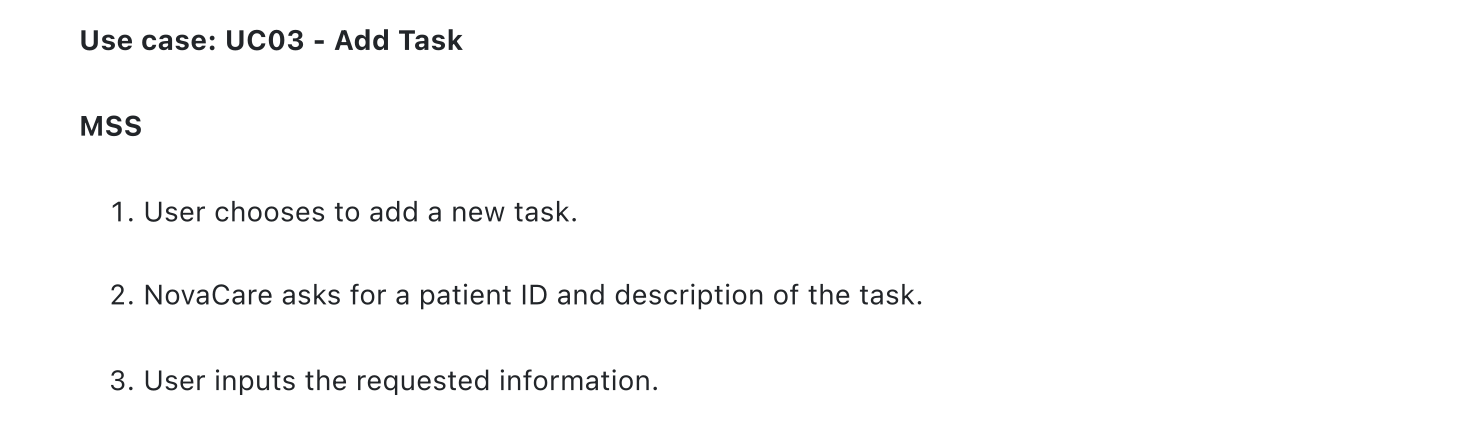 Use case: UC03 - Add Task
MSS
1. User chooses to add a new task.
2. NovaCare asks for a patient ID and description of the task.
3. User inputs the requested information.